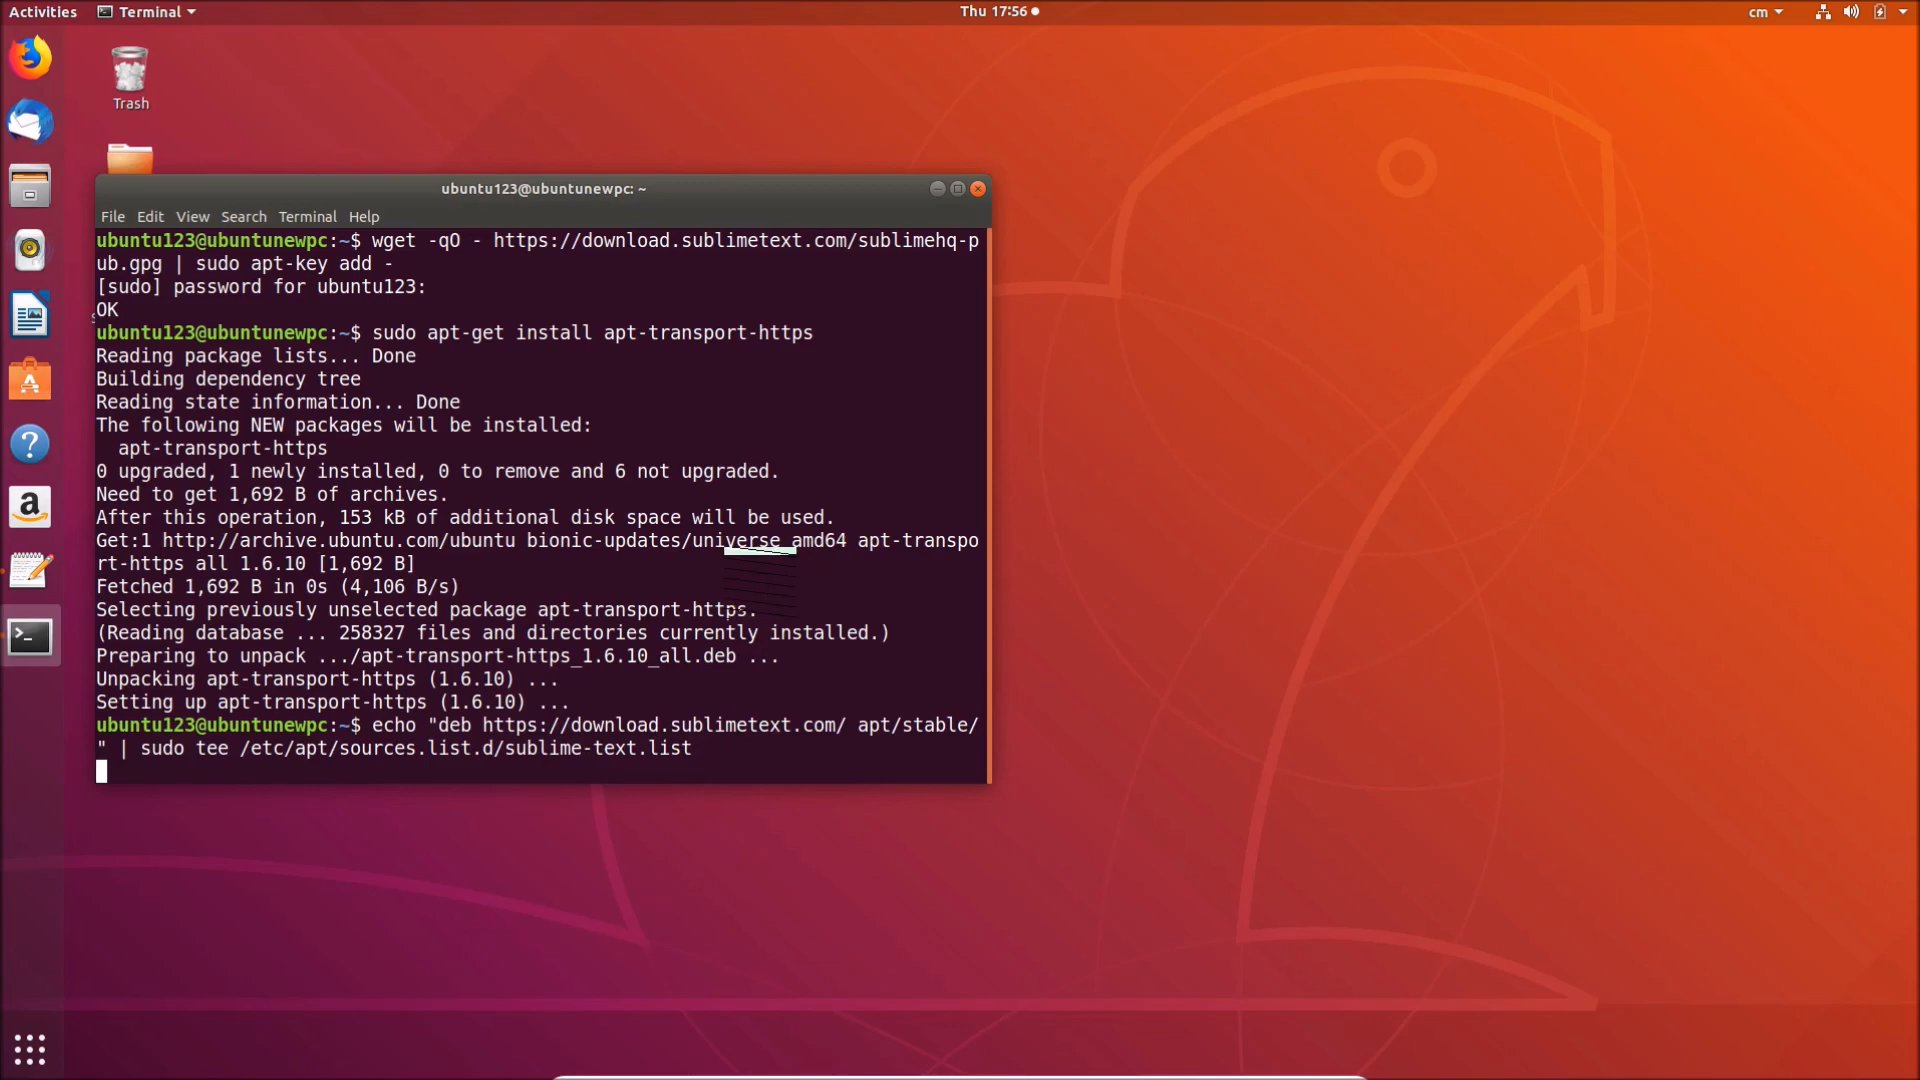 Activities Terminal Thu 17:56 cm
Trash
ubuntu123@ubuntunewpc: ~
File Edit View Search Terminal Help
ubuntu123@ubuntunewpc:~$ wget -qO - https://download.sublimetext.com/sublimehq-p
ub.gpg | sudo apt-key add -
[sudo] password for ubuntu123:
OK
ubuntu123@ubuntunewpc:~$ sudo apt-get install apt-transport-https
Reading package lists... Done
Building dependency tree
Reading state information... Done
The following NEW packages will be installed:
  apt-transport-https
0 upgraded, 1 newly installed, 0 to remove and 6 not upgraded.
Need to get 1,692 B of archives.
After this operation, 153 kB of additional disk space will be used.
Get:1 http://archive.ubuntu.com/ubuntu bionic-updates/universe amd64 apt-transpo
rt-https all 1.6.10 [1,692 B]
Fetched 1,692 B in 0s (4,106 B/s)
Selecting previously unselected package apt-transport-https.
(Reading database ... 258327 files and directories currently installed.)
Preparing to unpack .../apt-transport-https_1.6.10_all.deb ...
Unpacking apt-transport-https (1.6.10) ...
Setting up apt-transport-https (1.6.10) ...
ubuntu123@ubuntunewpc:~$ echo "deb https://download.sublimetext.com/ apt/stable/
" | sudo tee /etc/apt/sources.list.d/sublime-text.list